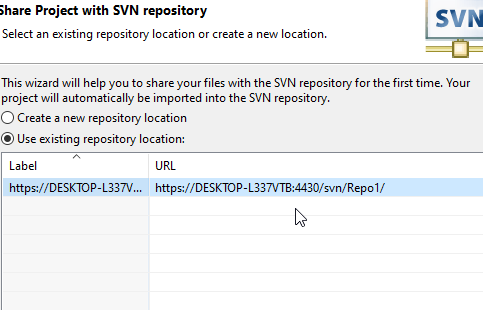 Share Project with SVN repository
Select an existing repository location or create a new location.
SVN
This wizard will help you to share your files with the SVN repository for the first time. Your
project will automatically be imported into the SVN repository.
Create a new repository location
Use existing repository location:
Label URL
https://DESKTOP-L337V... https://DESKTOP-L337VTB:4430/svn/Repo1/